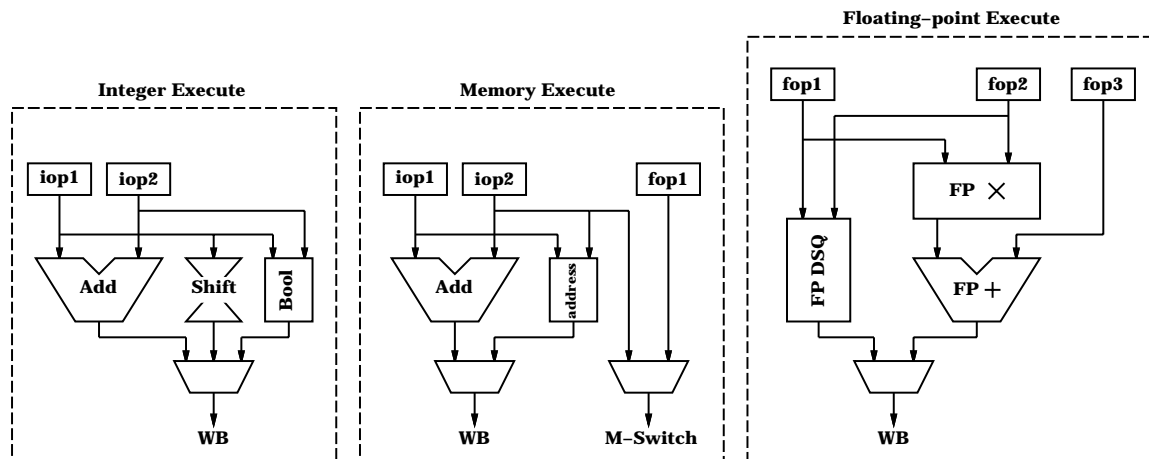 Floating–point Execute
Integer Execute
Memory Execute
fop1
fop2
fop3
iop1
iop2
iop1
iop2
fop1
FP ×
Add
Shift
Bool
Add
address
FP DSQ
FP +
WB
WB
M–Switch
WB